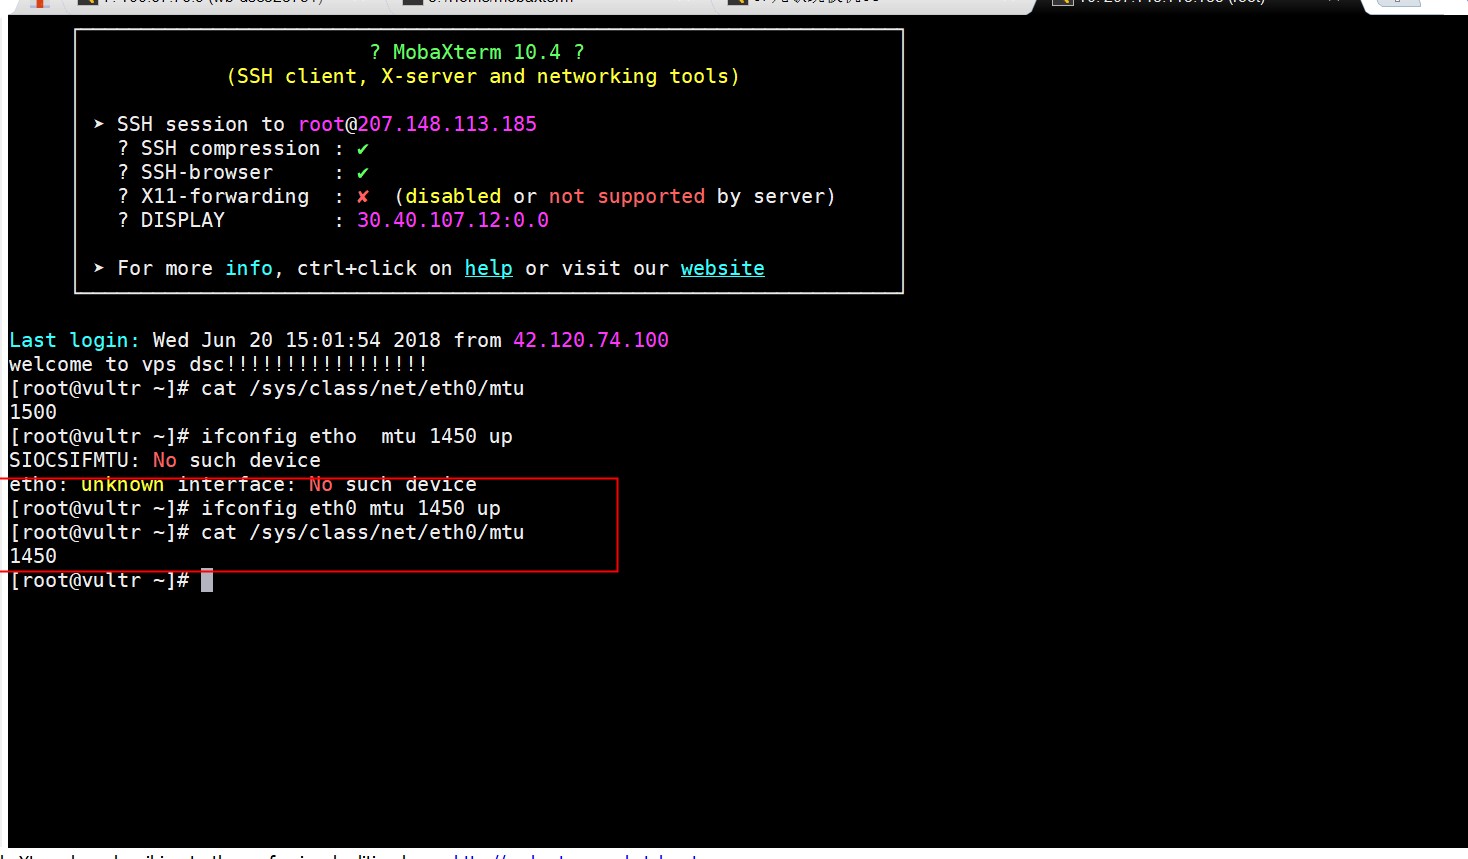 ? MobaXterm 10.4 ?
(SSH client, X-server and networking tools)
➤ SSH session to root@207.148.113.185
? SSH compression : ✔
? SSH-browser     : ✔
? X11-forwarding  : ✘  (disabled or not supported by server)
? DISPLAY         : 30.40.107.12:0.0
➤ For more info, ctrl+click on help or visit our website
Last login: Wed Jun 20 15:01:54 2018 from 42.120.74.100
welcome to vps dsc!!!!!!!!!!!!!!!!!
[root@vultr ~]# cat /sys/class/net/eth0/mtu
1500
[root@vultr ~]# ifconfig etho  mtu 1450 up
SIOCSIFMTU: No such device
etho: unknown interface: No such device
[root@vultr ~]# ifconfig eth0 mtu 1450 up
[root@vultr ~]# cat /sys/class/net/eth0/mtu
1450
[root@vultr ~]#